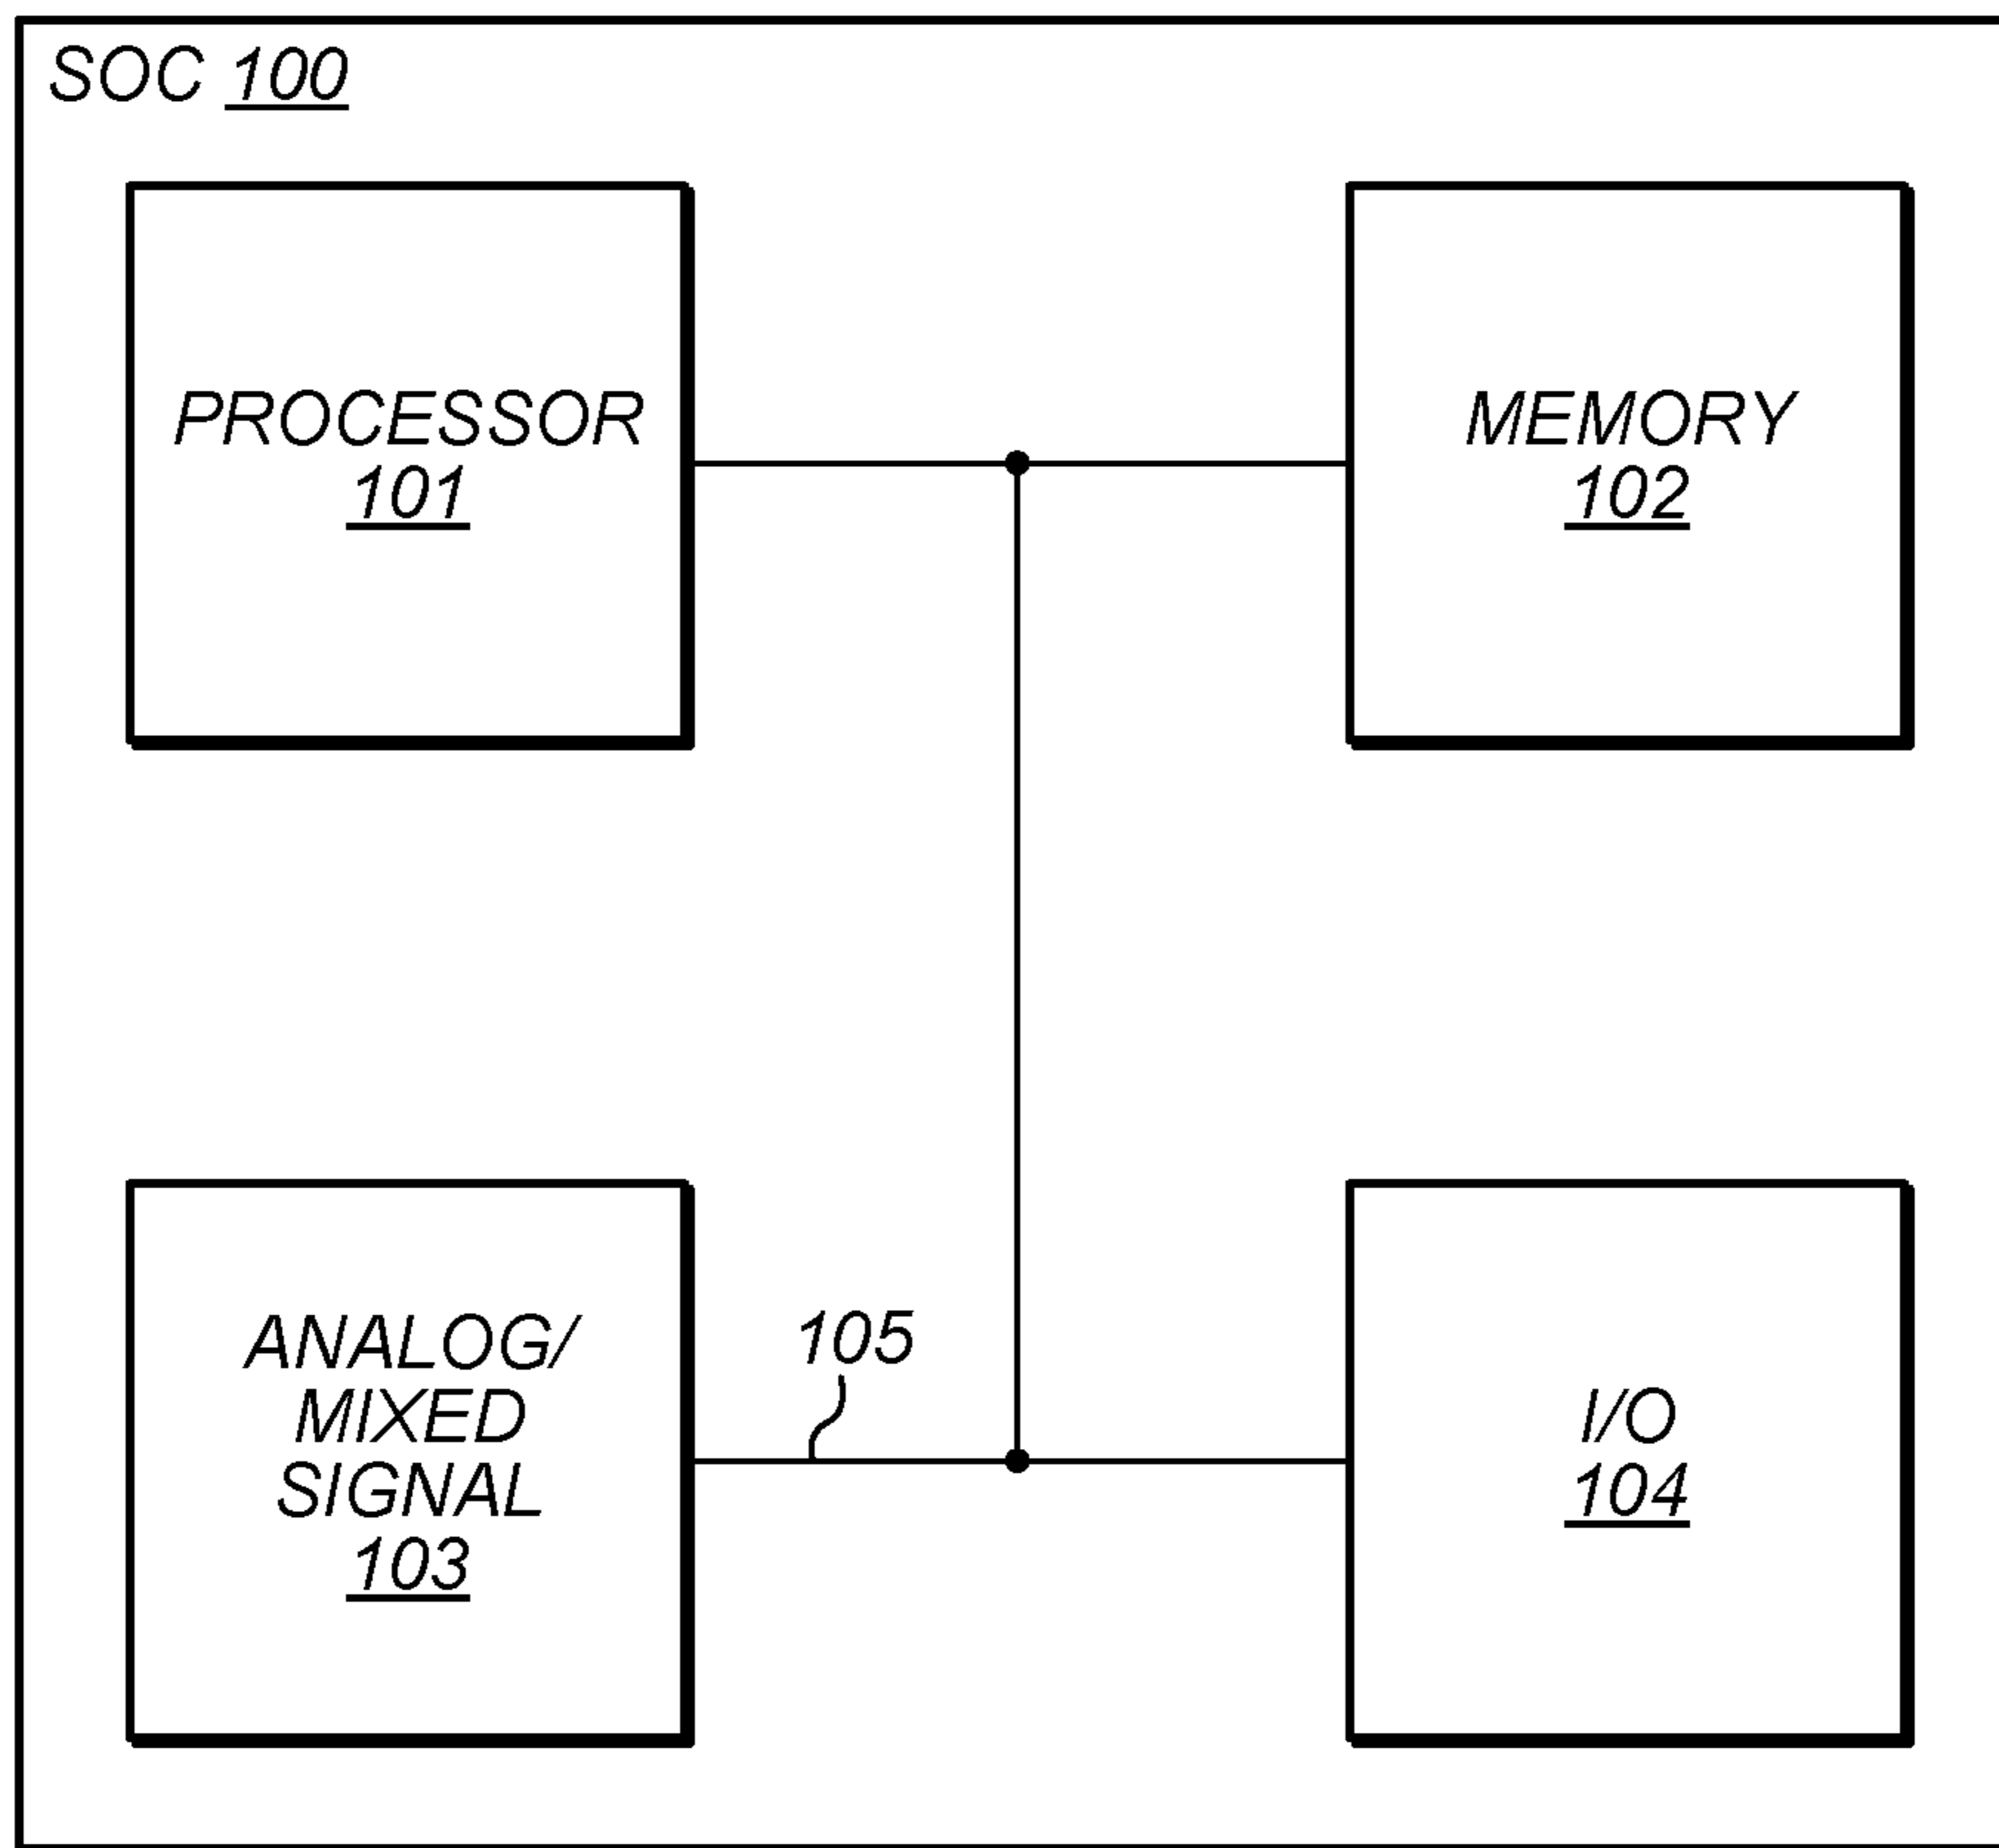 SOC 100
PROCESSOR
101
MEMORY
102
ANALOG/
MIXED
SIGNAL
103
105
I/O
104